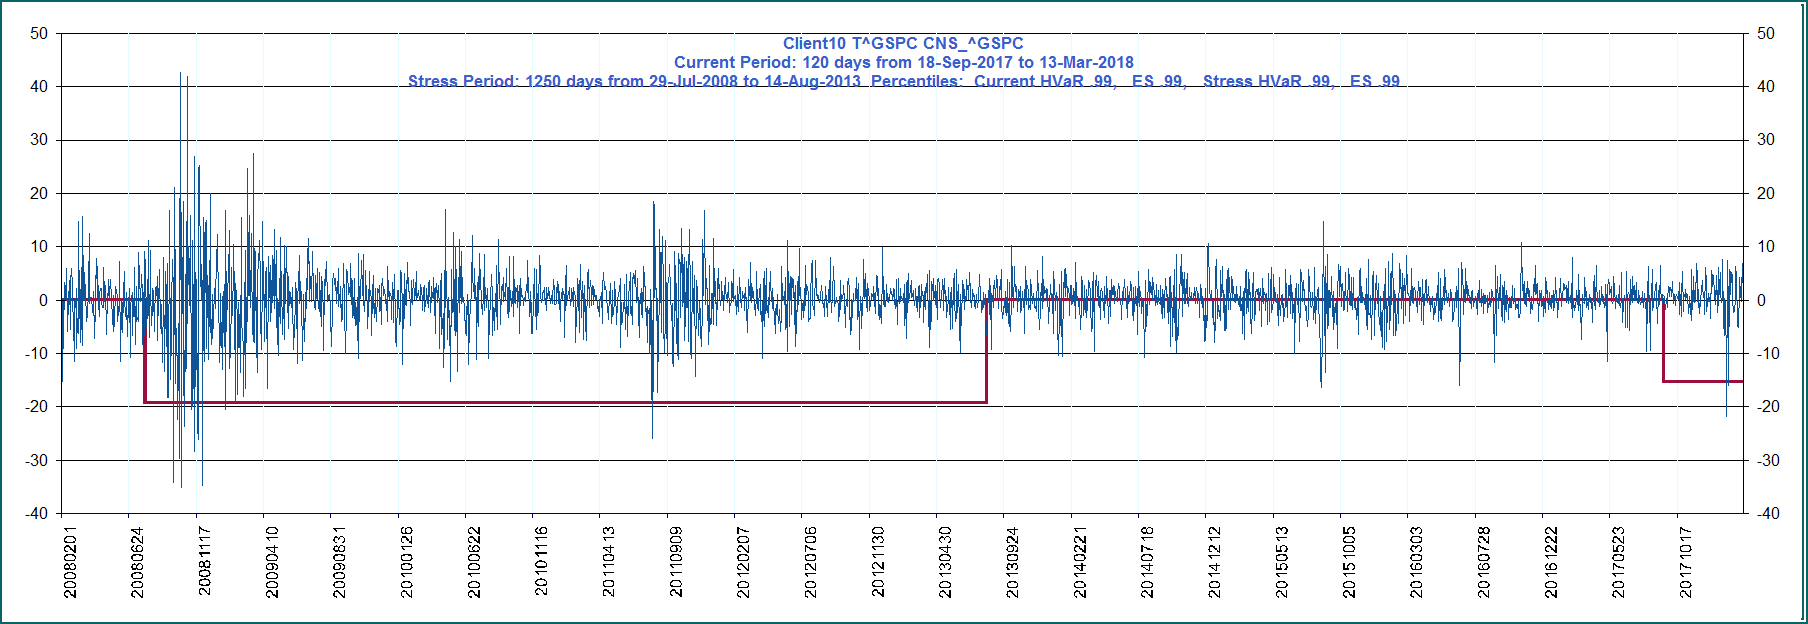 Client10 T^GSPC CNS_^GSPC
Current Period: 120 days from 18-Sep-2017 to 13-Mar-2018
Stress Period: 1250 days from 29-Jul-2008 to 14-Aug-2013 Percentiles: Current HVaR .99, ES .99, Stress HVaR .99, ES .99
50 50
40 40
30 30
20 20
10 10
0 0
-10 -10
-20 -20
-30 -30
-40 -40
20080201 20080624 20081117 20090410 20090831 20100126 20100622 20101116 20110413 20110909 20120207 20120706 20121130 20130430 20130924 20140221 20140718 20141212 20150513 20151005 20160303 20160728 20161222 20170523 20171017